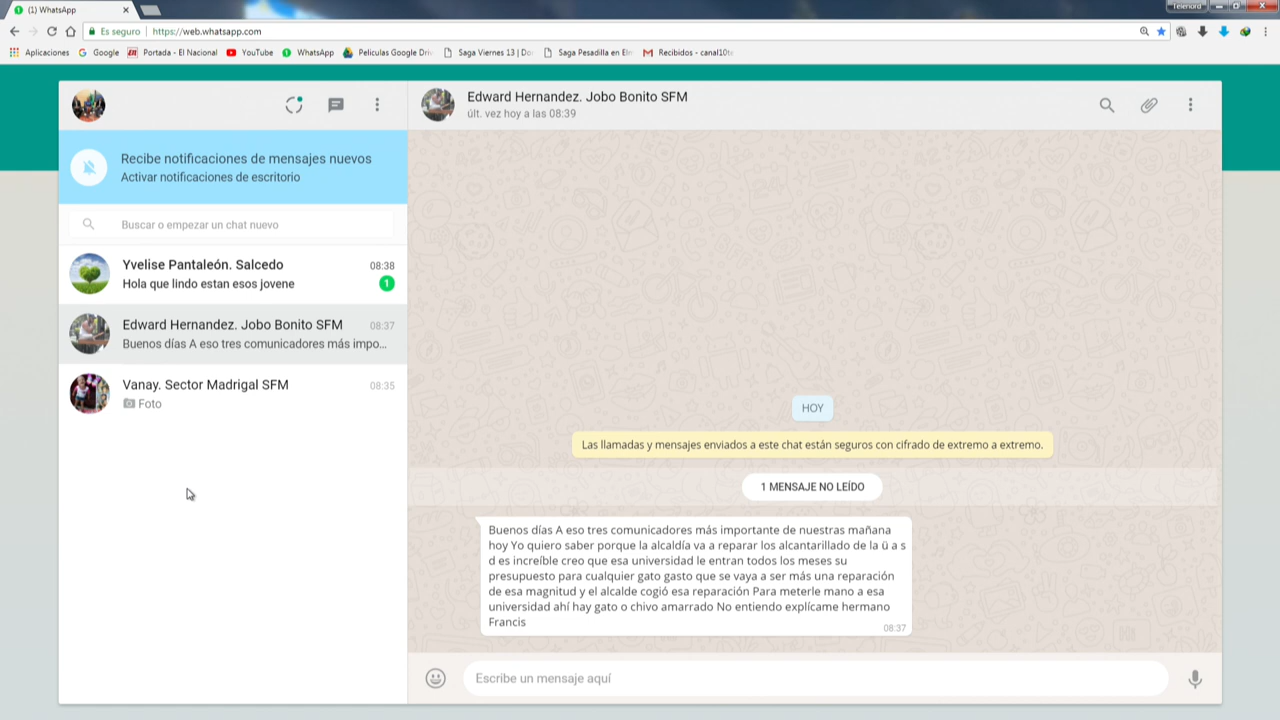 (1) WhatsApp
Telenord
Es seguro
https://web.whatsapp.com
Aplicaciones
Google
Portada - El Nacional
YouTube
WhatsApp
Peliculas Google Driv
Saga Viernes 13 | Do
Saga Pesadilla en El
Recibidos - canal10te
Edward Hernandez. Jobo Bonito SFM
últ. vez hoy a las 08:39
Recibe notificaciones de mensajes nuevos
Activar notificaciones de escritorio
Buscar o empezar un chat nuevo
Yvelise Pantaleón. Salcedo
08:38
Hola que lindo estan esos jovene
1
Edward Hernandez. Jobo Bonito SFM
08:37
Buenos días A eso tres comunicadores más impo...
Vanay. Sector Madrigal SFM
08:35
Foto
HOY
Las llamadas y mensajes enviados a este chat están seguros con cifrado de extremo a extremo.
1 MENSAJE NO LEÍDO
Buenos días A eso tres comunicadores más importante de nuestras mañana
hoy Yo quiero saber porque la alcaldía va a reparar los alcantarillado de la ü a s
d es increíble creo que esa universidad le entran todos los meses su
presupuesto para cualquier gato gasto que se vaya a ser más una reparación
de esa magnitud y el alcalde cogió esa reparación Para meterle mano a esa
universidad ahí hay gato o chivo amarrado No entiendo explícame hermano
Francis
08:37
Escribe un mensaje aquí